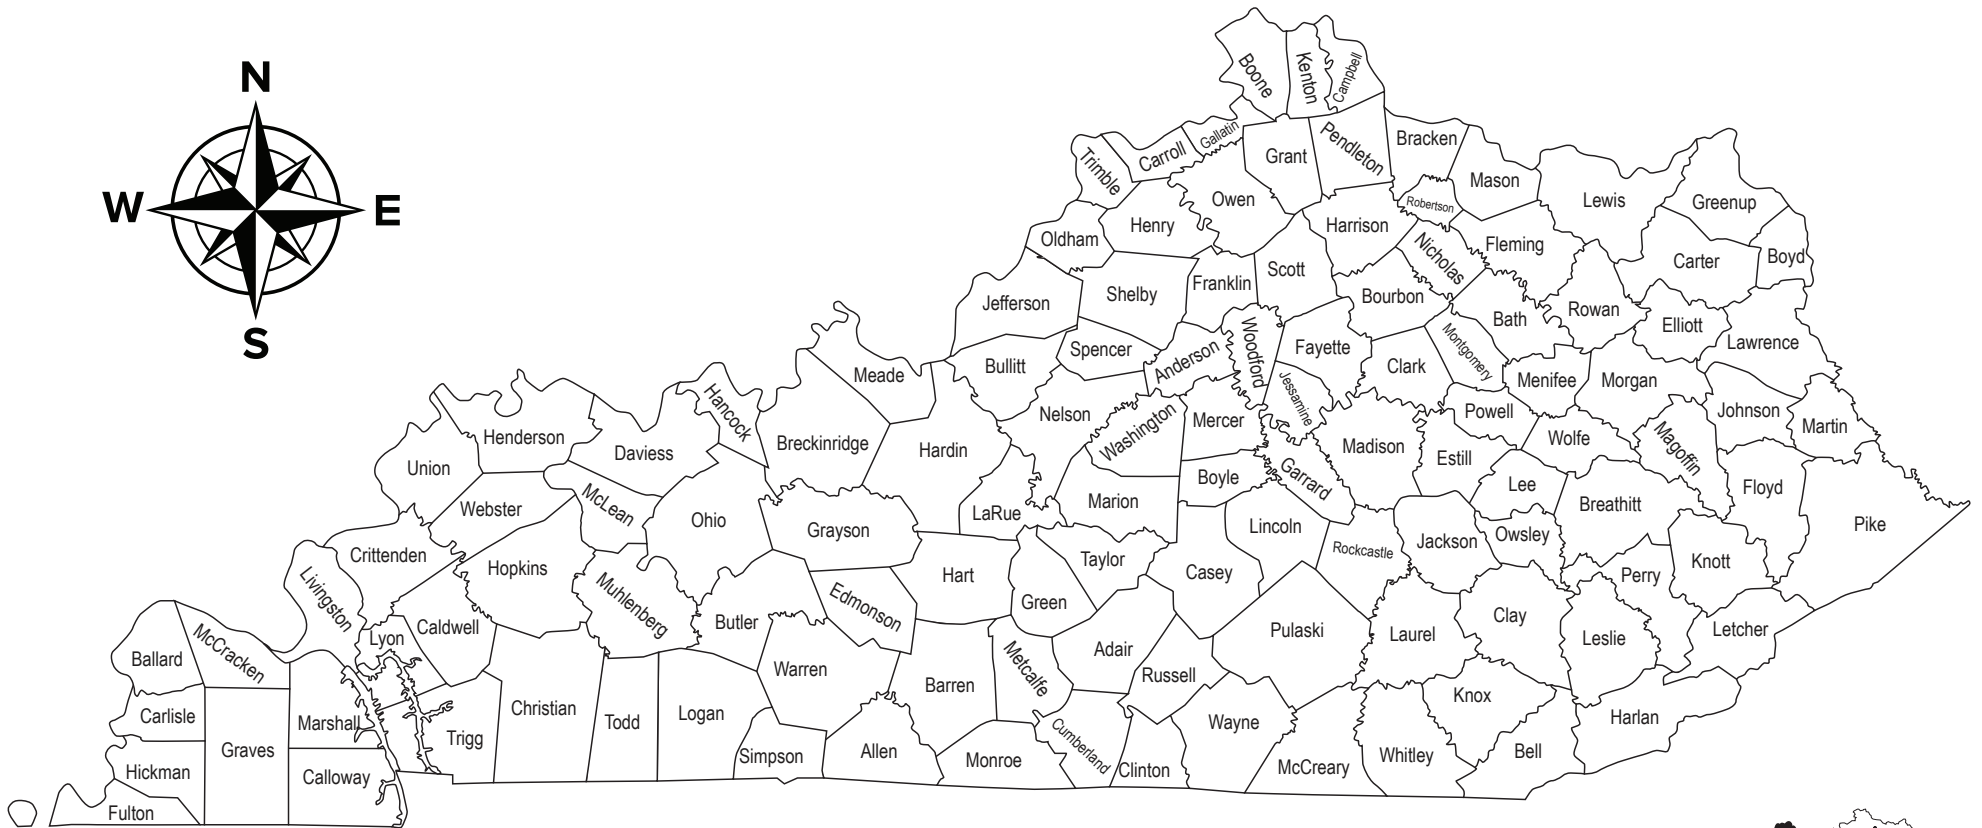 N
W
E
S
Boone
Kenton
Campbell
Gallatin
Carroll
Trimble
Grant
Pendleton
Bracken
Mason
Robertson
Lewis
Greenup
Owen
Henry
Oldham
Harrison
Nicholas
Fleming
Carter
Boyd
Jefferson
Shelby
Franklin
Scott
Bourbon
Bath
Rowan
Elliott
Lawrence
Bullitt
Spencer
Anderson
Woodford
Fayette
Clark
Montgomery
Menifee
Morgan
Meade
Hancock
Breckinridge
Hardin
Nelson
Washington
Mercer
Jessamine
Madison
Powell
Estill
Wolfe
Magoffin
Johnson
Martin
Henderson
Union
Daviess
Webster
McLean
Ohio
Grayson
LaRue
Marion
Boyle
Garrard
Lincoln
Rockcastle
Jackson
Lee
Owsley
Breathitt
Floyd
Pike
Knott
Perry
Crittenden
Livingston
Hopkins
Muhlenberg
Butler
Edmonson
Hart
Green
Taylor
Casey
Pulaski
Laurel
Clay
Leslie
Letcher
Lyon
Caldwell
Ballard
McCracken
Carlisle
Graves
Marshall
Hickman
Fulton
Calloway
Trigg
Christian
Todd
Logan
Simpson
Warren
Allen
Barren
Metcalfe
Monroe
Adair
Russell
Cumberland
Clinton
Wayne
McCreary
Whitley
Knox
Bell
Harlan